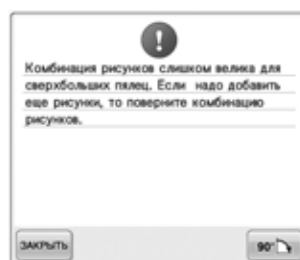 Комбинация рисунков слишком велика для
сверхбольших пялец. Если надо добавить
еще рисунки, то поверните комбинацию
рисунков.
ЗАКРЫТЬ
90°